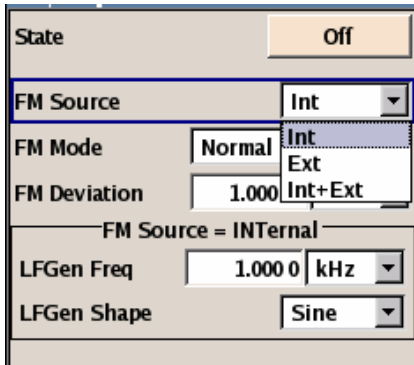 State Off
FM Source Int
Int
FM Mode Normal
Ext
FM Deviation 1.000
Int+Ext
FM Source = INTernal
LFGen Freq 1.000 0 kHz
LFGen Shape Sine